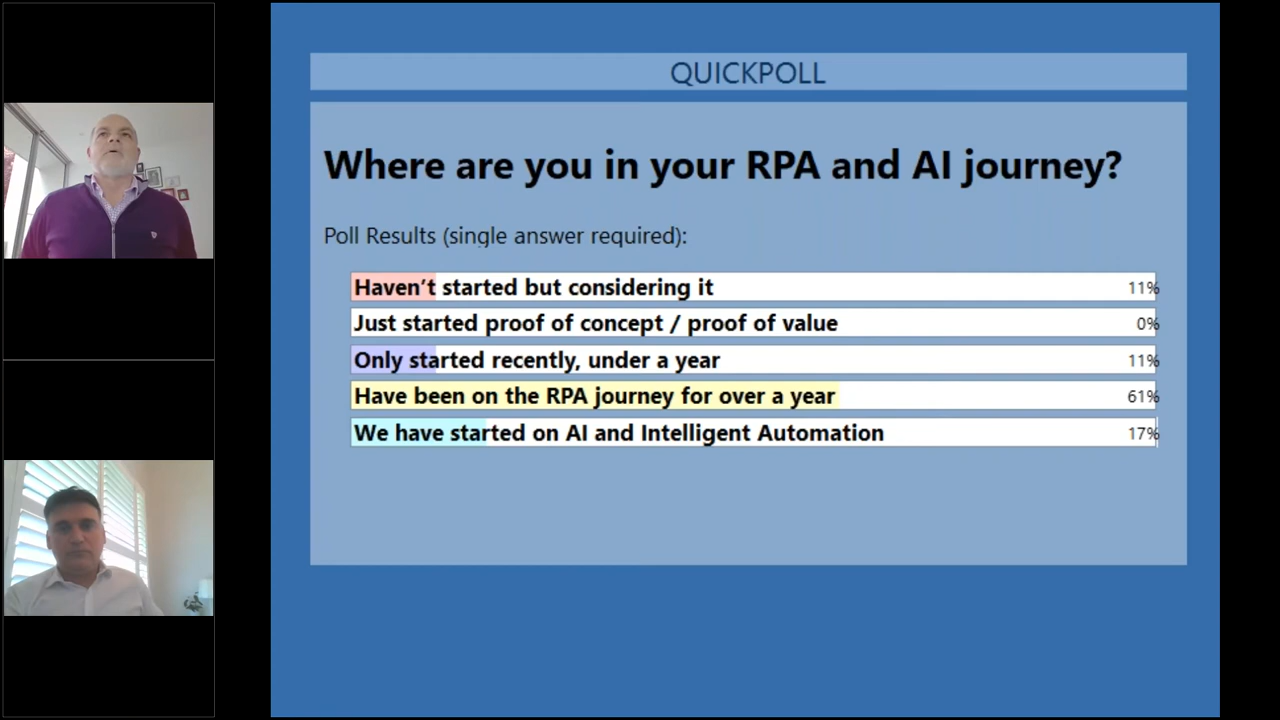 QUICKPOLL
Where are you in your RPA and AI journey?
Poll Results (single answer required):
Haven’t started but considering it 11%
Just started proof of concept / proof of value 0%
Only started recently, under a year 11%
Have been on the RPA journey for over a year 61%
We have started on AI and Intelligent Automation 17%